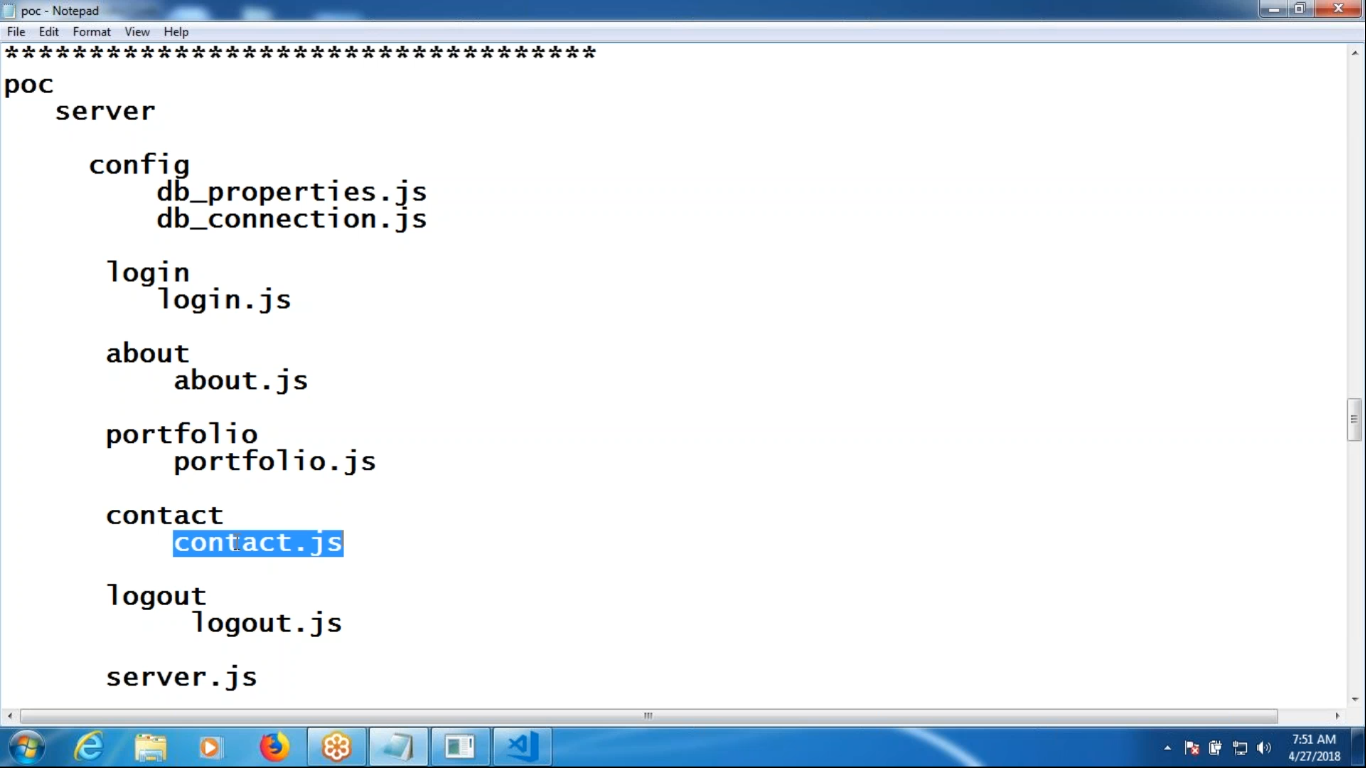 poc - Notepad
File Edit Format View Help
***********************************
poc
server
config
db_properties.js
db_connection.js
login
login.js
about
about.js
portfolio
portfolio.js
contact
contact.js
logout
logout.js
server.js
7:51 AM
4/27/2018